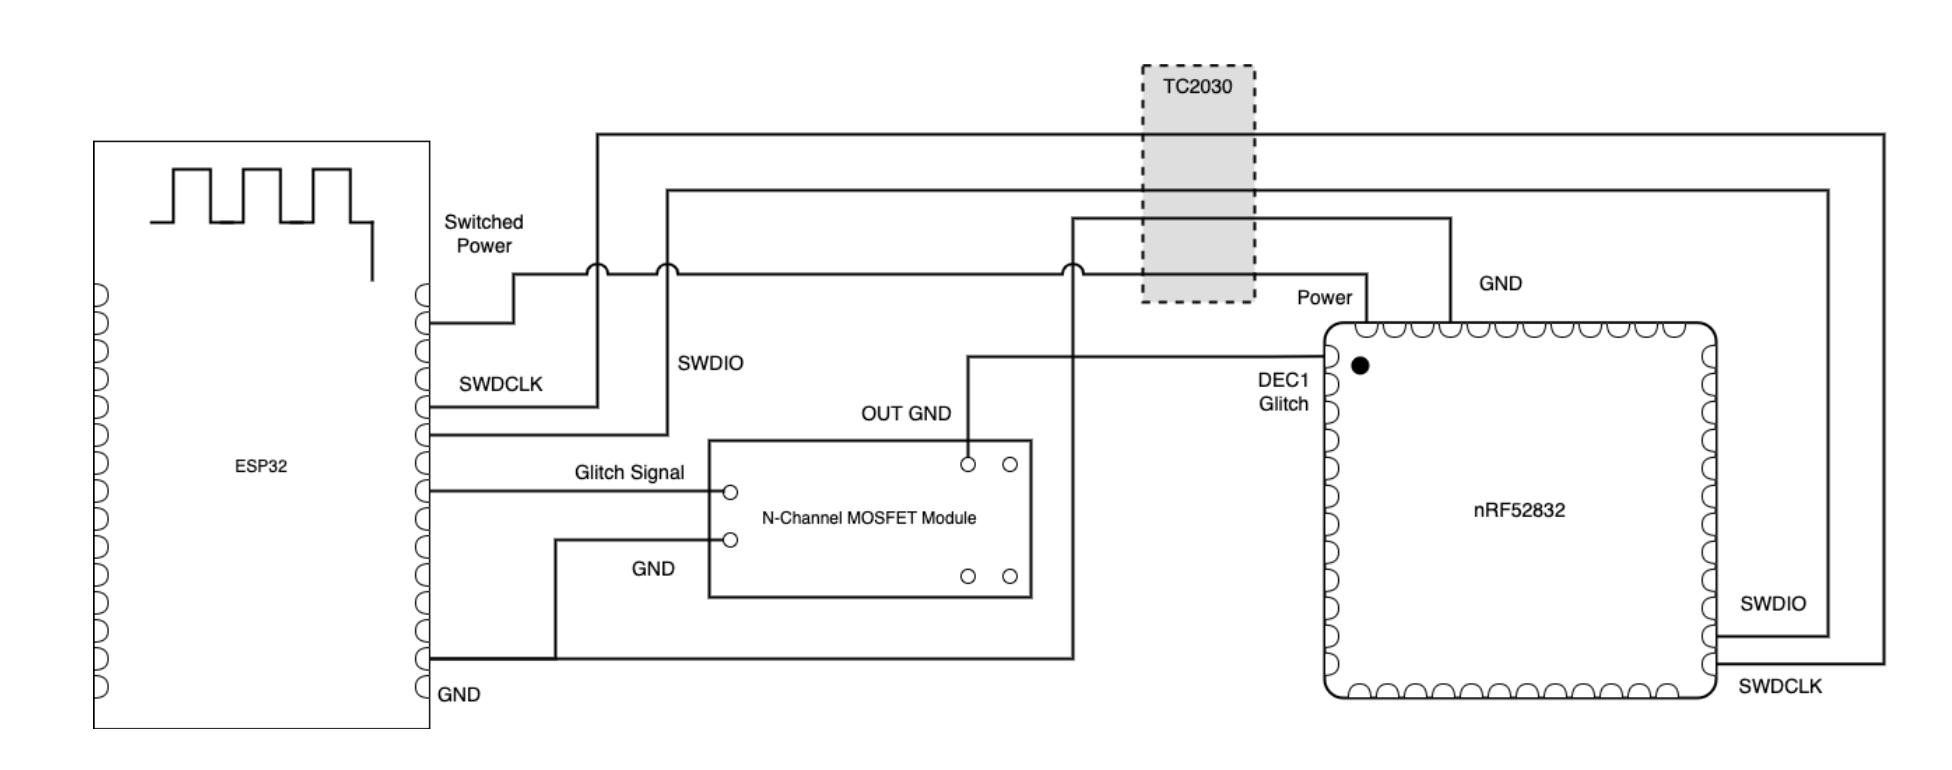 TC2030
Switched
Power
GND
Power
SWDIO
SWDCLK
DEC1
Glitch
OUT GND
ESP32
Glitch Signal
N-Channel MOSFET Module
nRF52832
GND
SWDIO
SWDCLK
GND